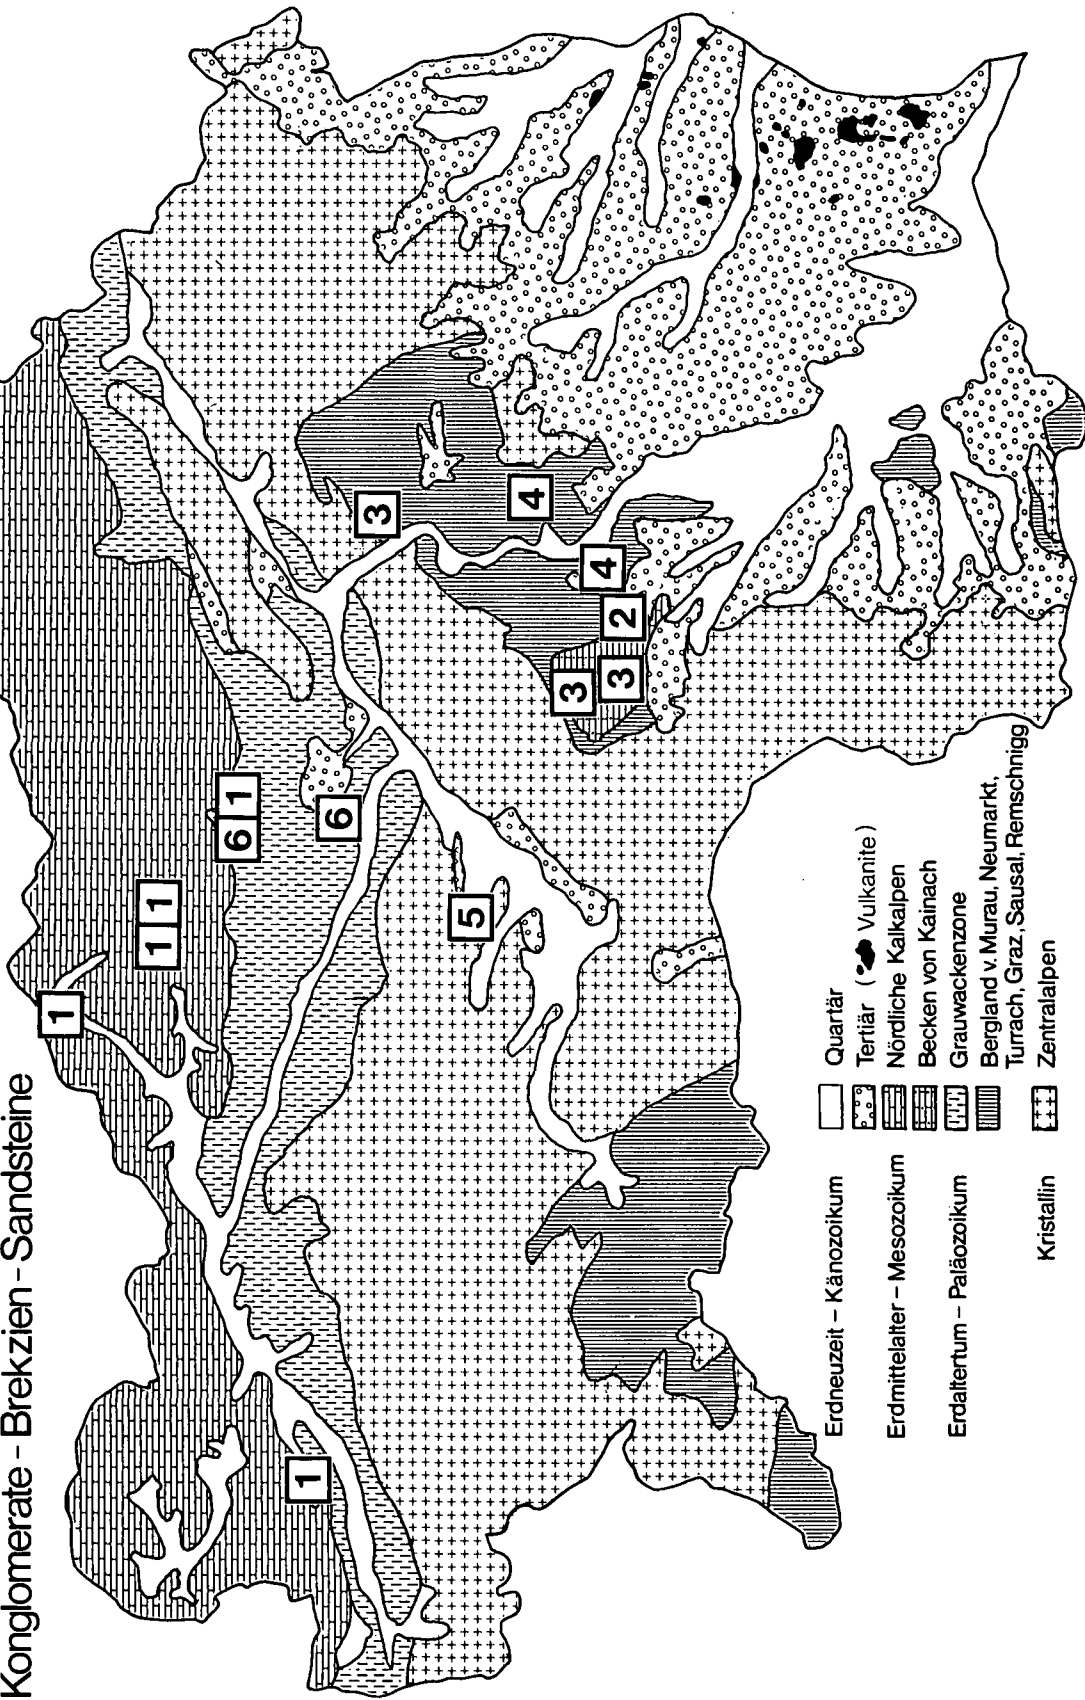 Konglomerate – Brekzien – Sandsteine
1
1
1 1
6 1
6
5
3
4
4
2
3
3
Erdneuzeit – Känozoikum
Quartär
Tertiär ( Vulkanite )
Erdmittelalter – Mesozoikum
Nördliche Kalkalpen
Becken von Kainach
Erdaltertum – Paläozoikum
Grauwackenzone
Bergland v. Murau, Neumarkt,
Turrach, Graz, Sausal, Remschnigg
Kristallin
Zentralalpen